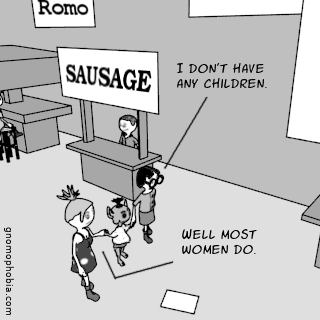 Romo
SAUSAGE
I DON'T HAVE
ANY CHILDREN.
WELL MOST
WOMEN DO.
gnomophobia.com